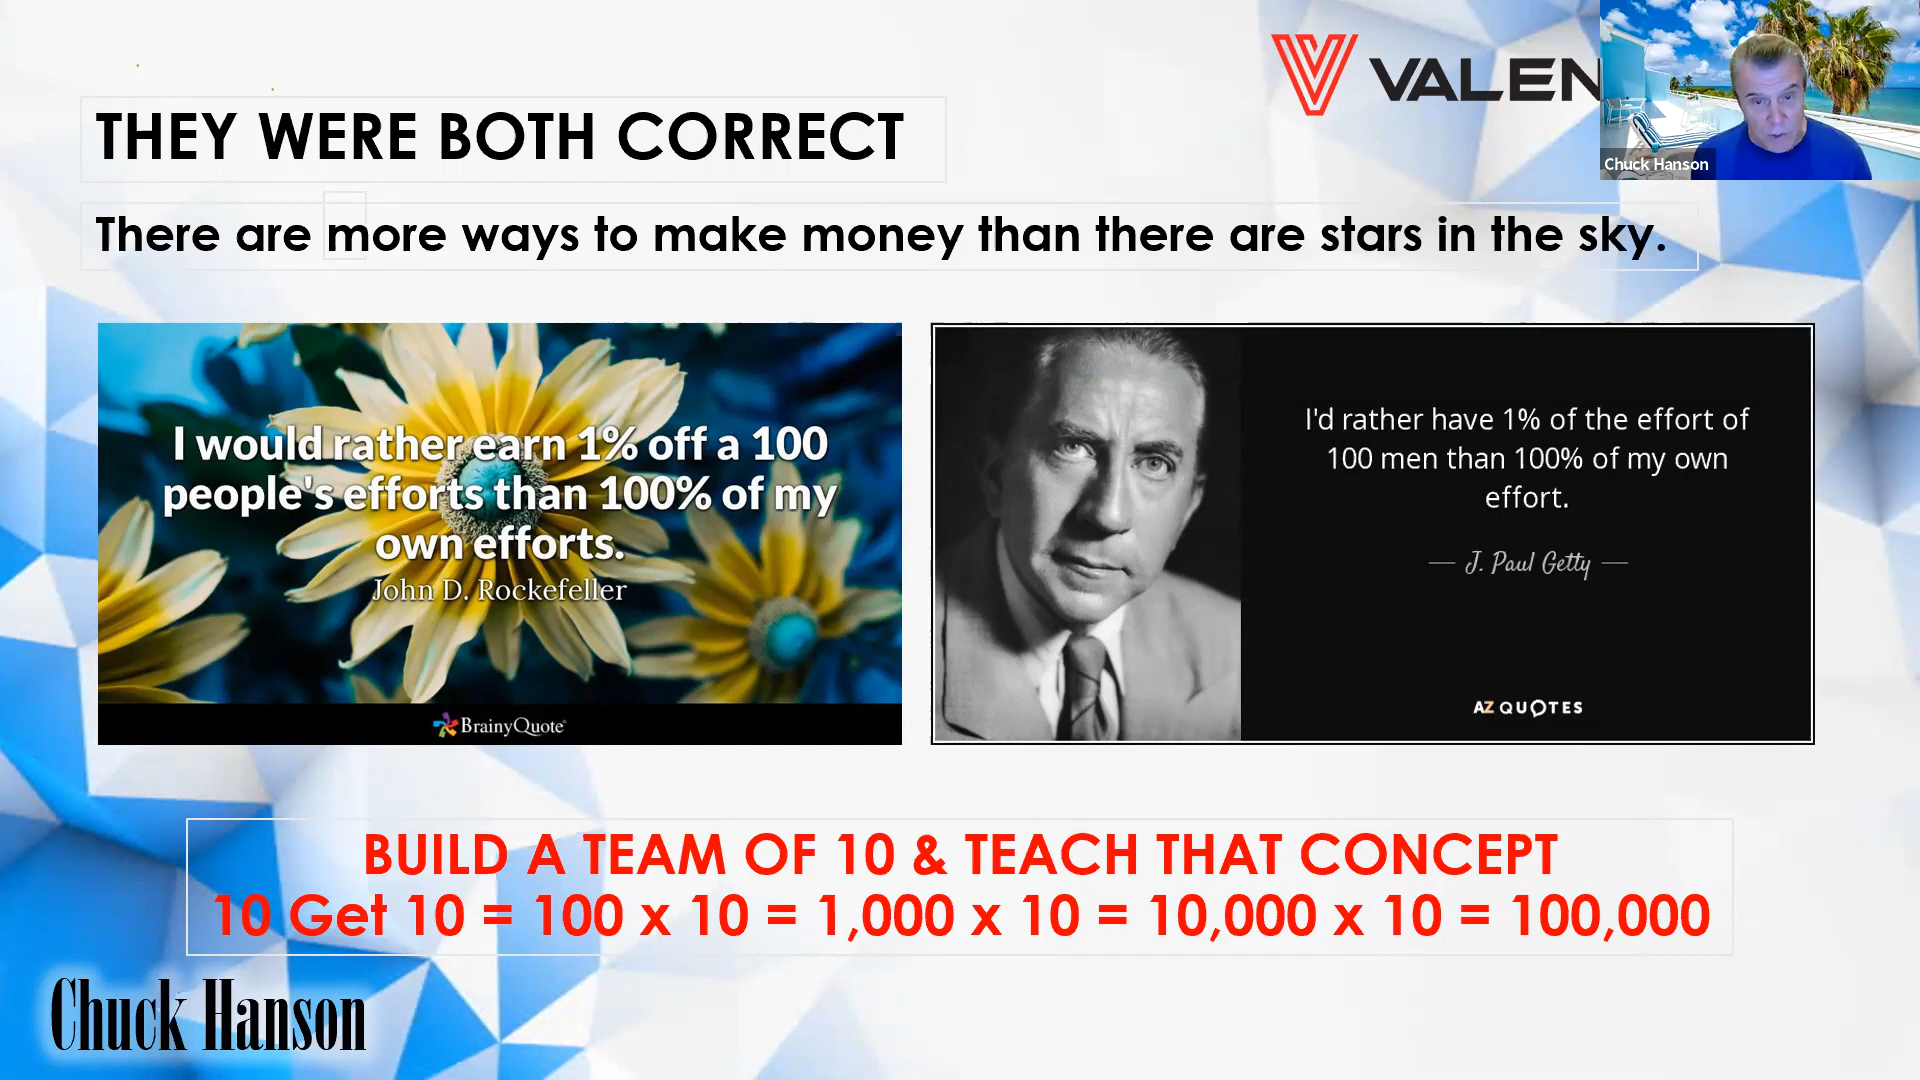 VALEN
Chuck Hanson
THEY WERE BOTH CORRECT
There are more ways to make money than there are stars in the sky.
I would rather earn 1% off a 100
people's efforts than 100% of my
own efforts.
John D. Rockefeller
BrainyQuote
I'd rather have 1% of the effort of
100 men than 100% of my own
effort.
— J. Paul Getty —
AZ QUOTES
BUILD A TEAM OF 10 & TEACH THAT CONCEPT
10 Get 10 = 100 x 10 = 1,000 x 10 = 10,000 x 10 = 100,000
Chuck Hanson